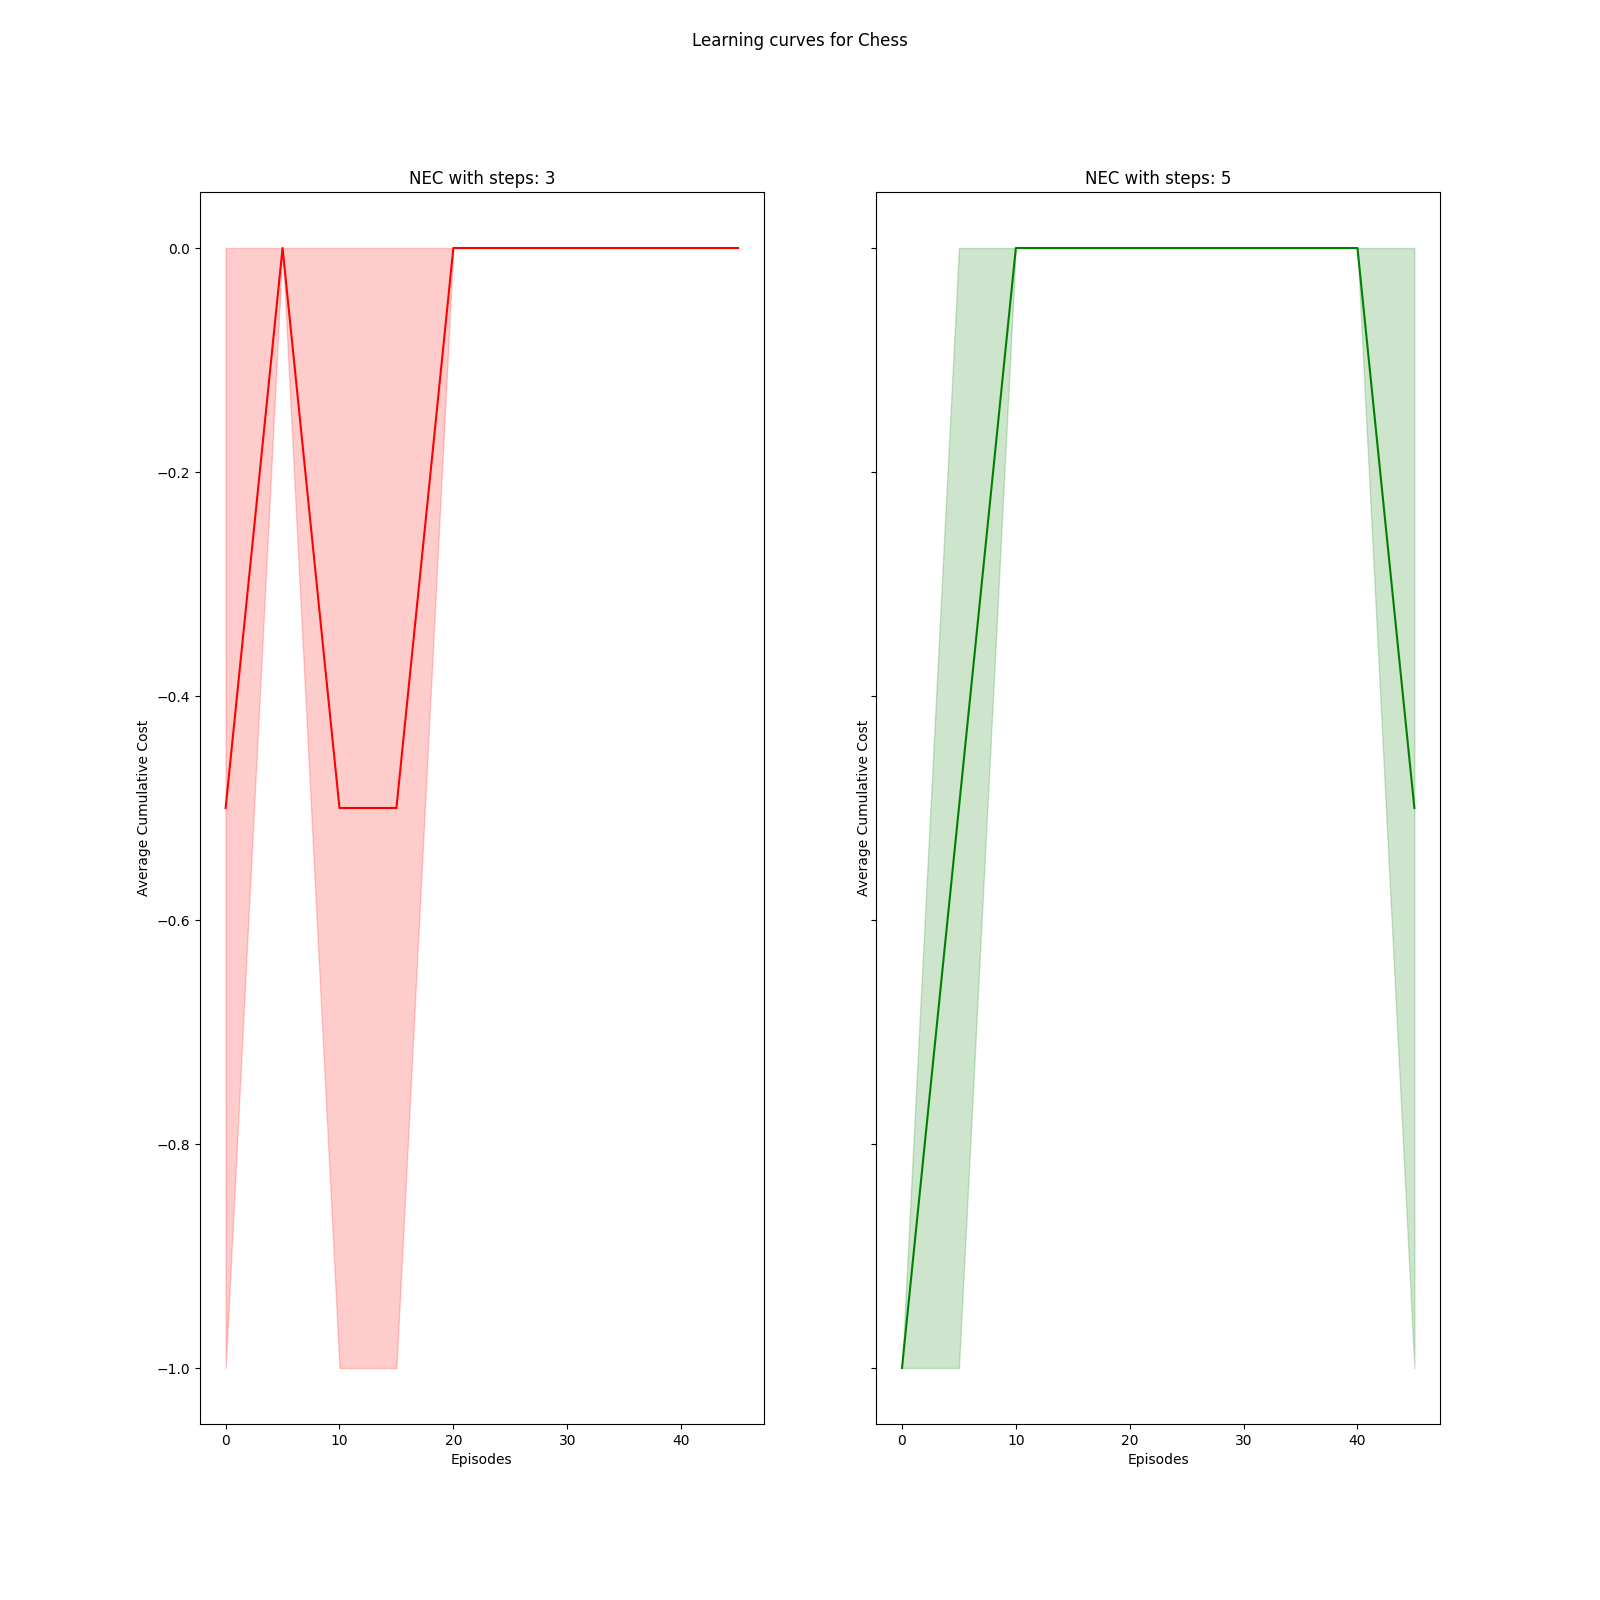 Learning curves for Chess
NEC with steps: 3
0.0
−0.2
−0.4
−0.6
−0.8
−1.0
Average Cumulative Cost
0 10 20 30 40
Episodes
NEC with steps: 5
Average Cumulative Cost
0 10 20 30 40
Episodes